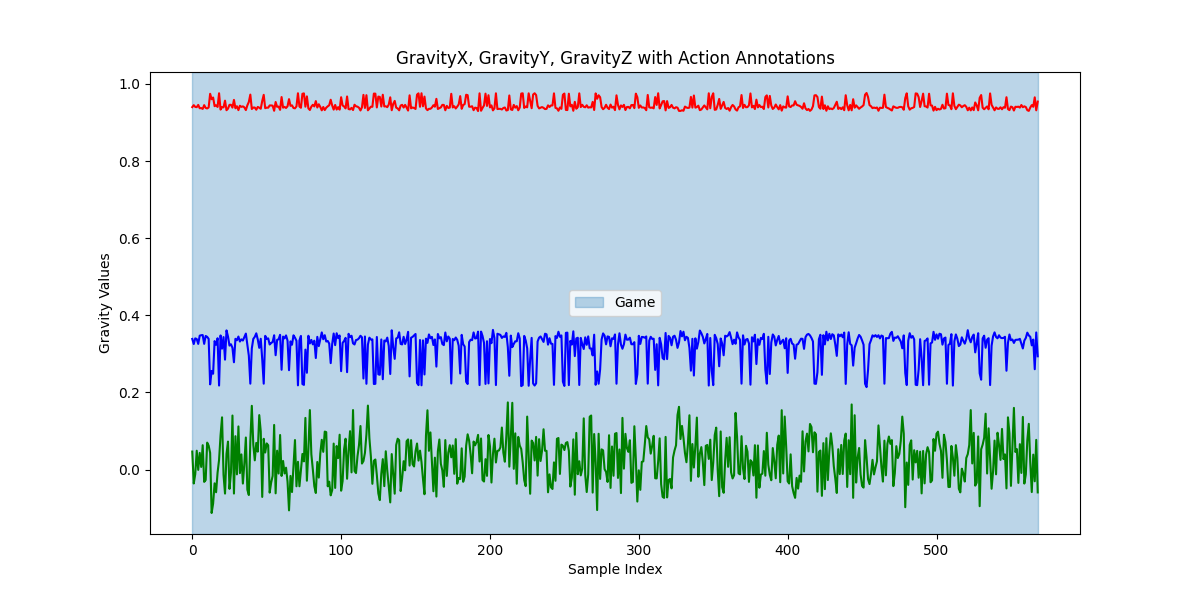 GravityX, GravityY, GravityZ with Action Annotations
1.0
0.8
0.6
0.4
0.2
0.0
Gravity Values
Game
0 100 200 300 400 500
Sample Index